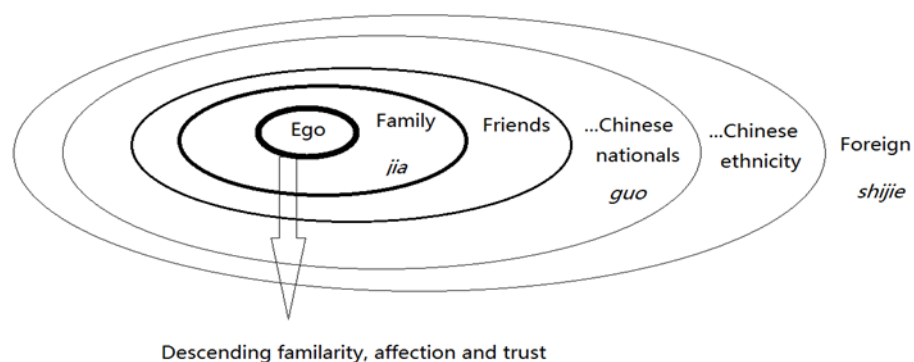 Ego
Family
jia
Friends
...Chinese
nationals
guo
...Chinese
ethnicity
Foreign
shijie
Descending familarity, affection and trust